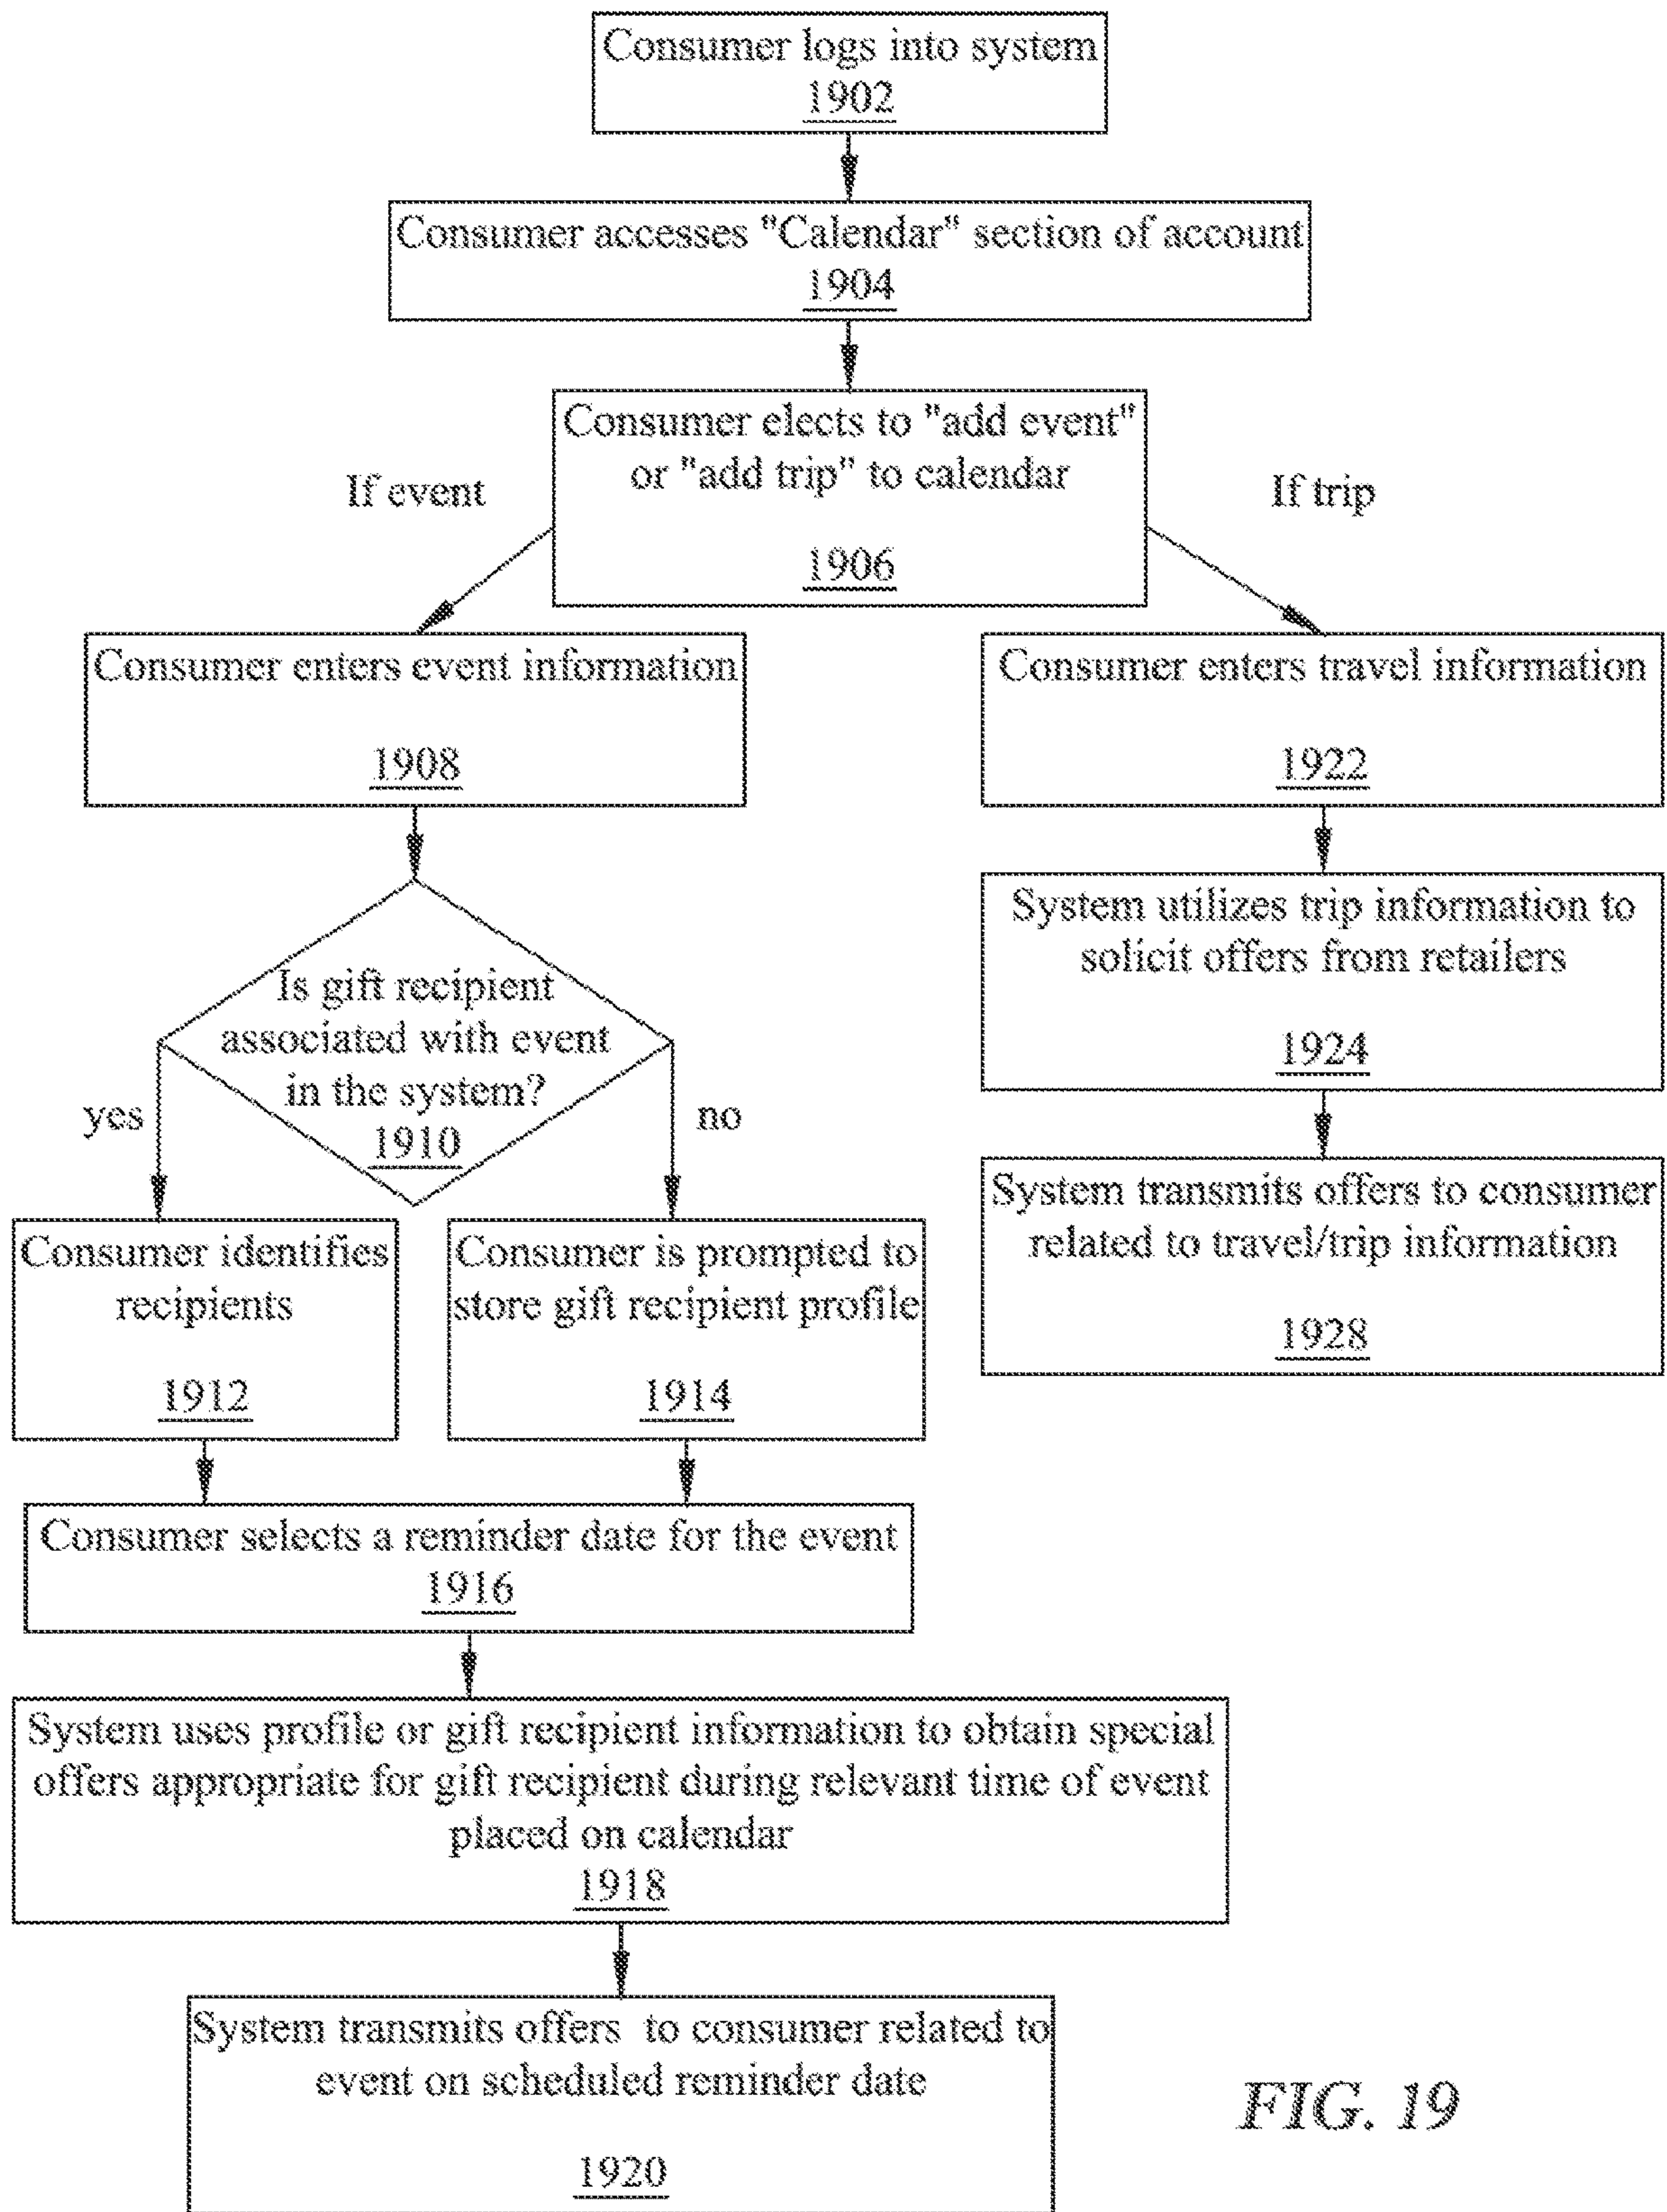 Consumer logs into system
1902
Consumer accesses "Calendar" section of account
1904
Consumer elects to "add event"
or "add trip" to calendar
1906
If event
If trip
Consumer enters event information
1908
Consumer enters travel information
1922
Is gift recipient
associated with event
in the system?
1910
yes
no
System utilizes trip information to
solicit offers from retailers
1924
Consumer identifies
recipients
1912
Consumer is prompted to
store gift recipient profile
1914
System transmits offers to consumer
related to travel/trip information
1928
Consumer selects a reminder date for the event
1916
System uses profile or gift recipient information to obtain special
offers appropriate for gift recipient during relevant time of event
placed on calendar
1918
System transmits offers to consumer related to
event on scheduled reminder date
1920
FIG. 19